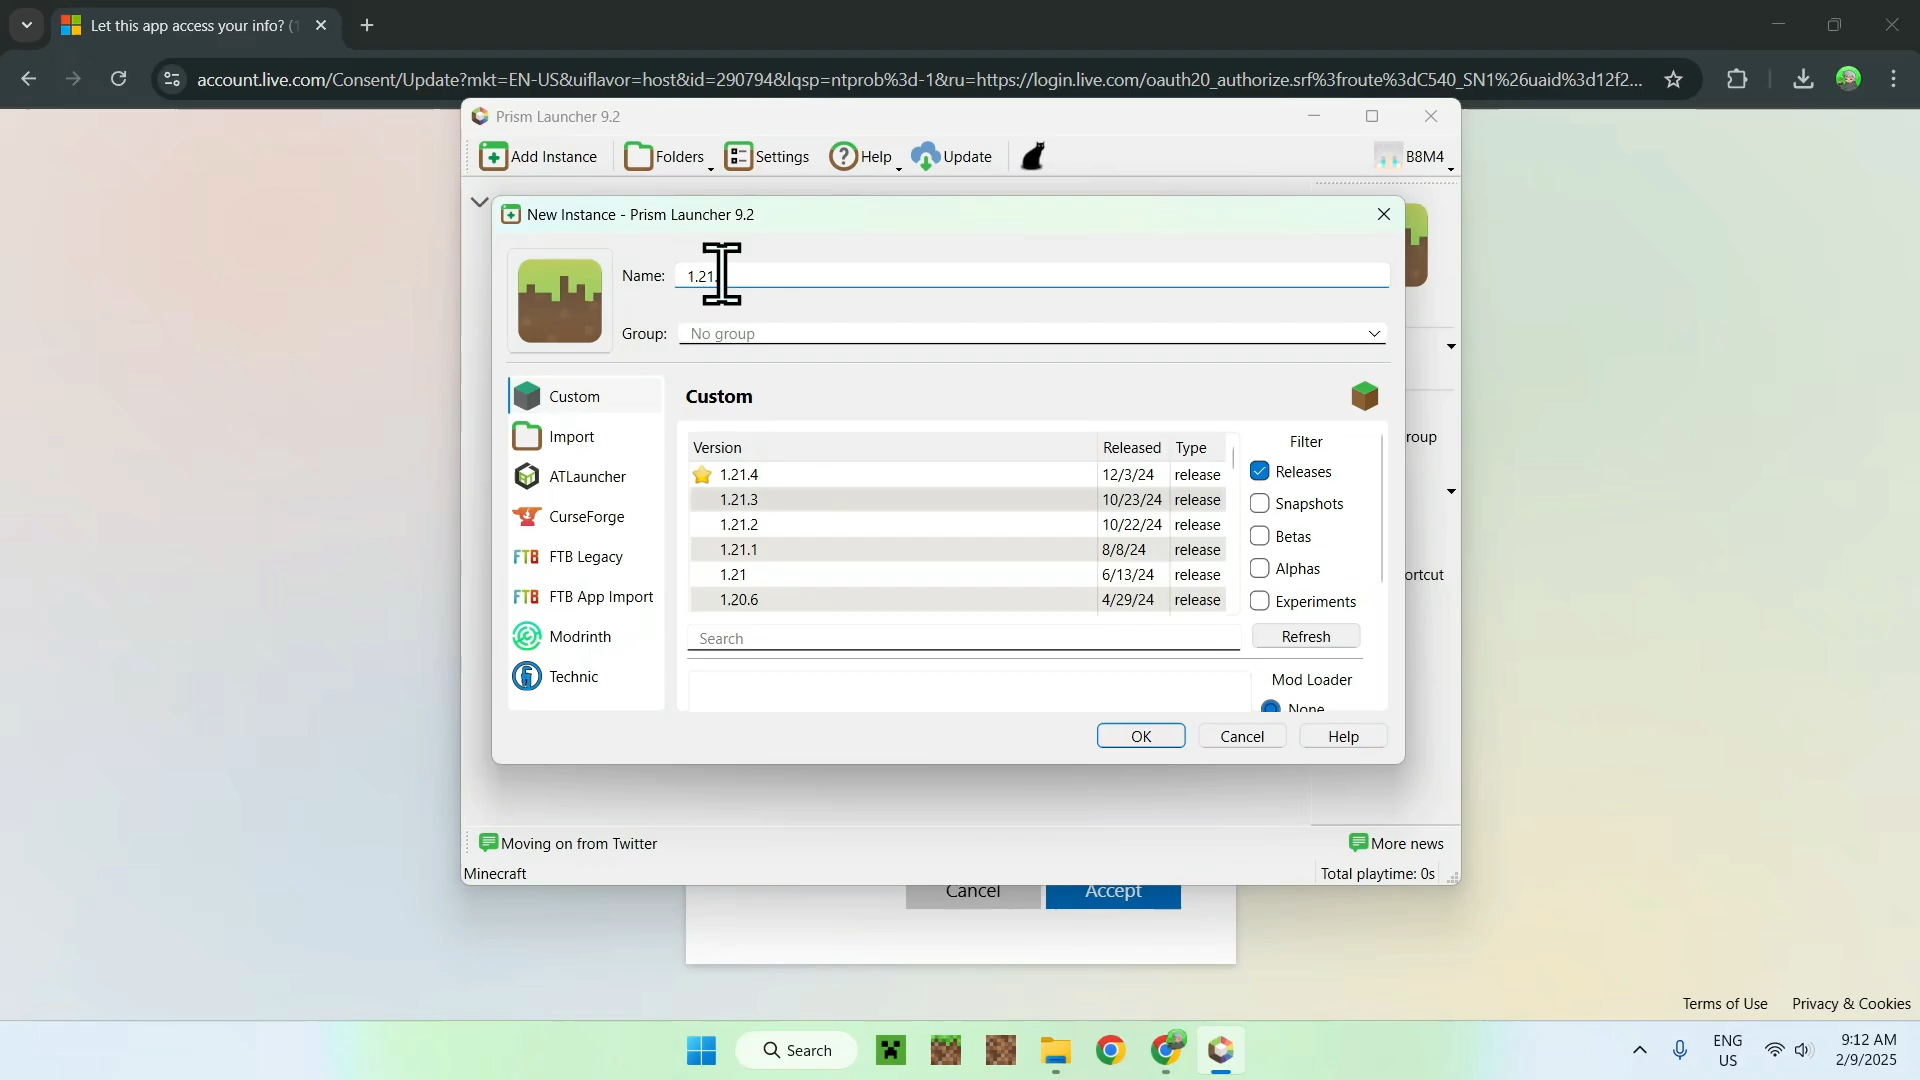 Let this app access your info? (1
account.live.com/Consent/Update?mkt=EN-US&uiflavor=host&id=290794&lqsp=ntprob%3d-1&ru=https://login.live.com/oauth20_authorize.srf%3froute%3dC540_SN1%26uaid%3d12f2...
Prism Launcher 9.2
Add Instance Folders Settings Help Update B8M4
New Instance - Prism Launcher 9.2
Name: 1.21.
Group: No group
Custom
Import
ATLauncher
CurseForge
FTB Legacy
FTB App Import
Modrinth
Technic
Custom
Version Released Type
1.21.4 12/3/24 release
1.21.3 10/23/24 release
1.21.2 10/22/24 release
1.21.1 8/8/24 release
1.21 6/13/24 release
1.20.6 4/29/24 release
Search
Filter
Releases
Snapshots
Betas
Alphas
Experiments
Refresh
Mod Loader
None
OK Cancel Help
roup
ortcut
Moving on from Twitter More news
Minecraft Total playtime: 0s
Cancel Accept
Terms of Use Privacy & Cookies
Search
ENG
US
9:12 AM
2/9/2025